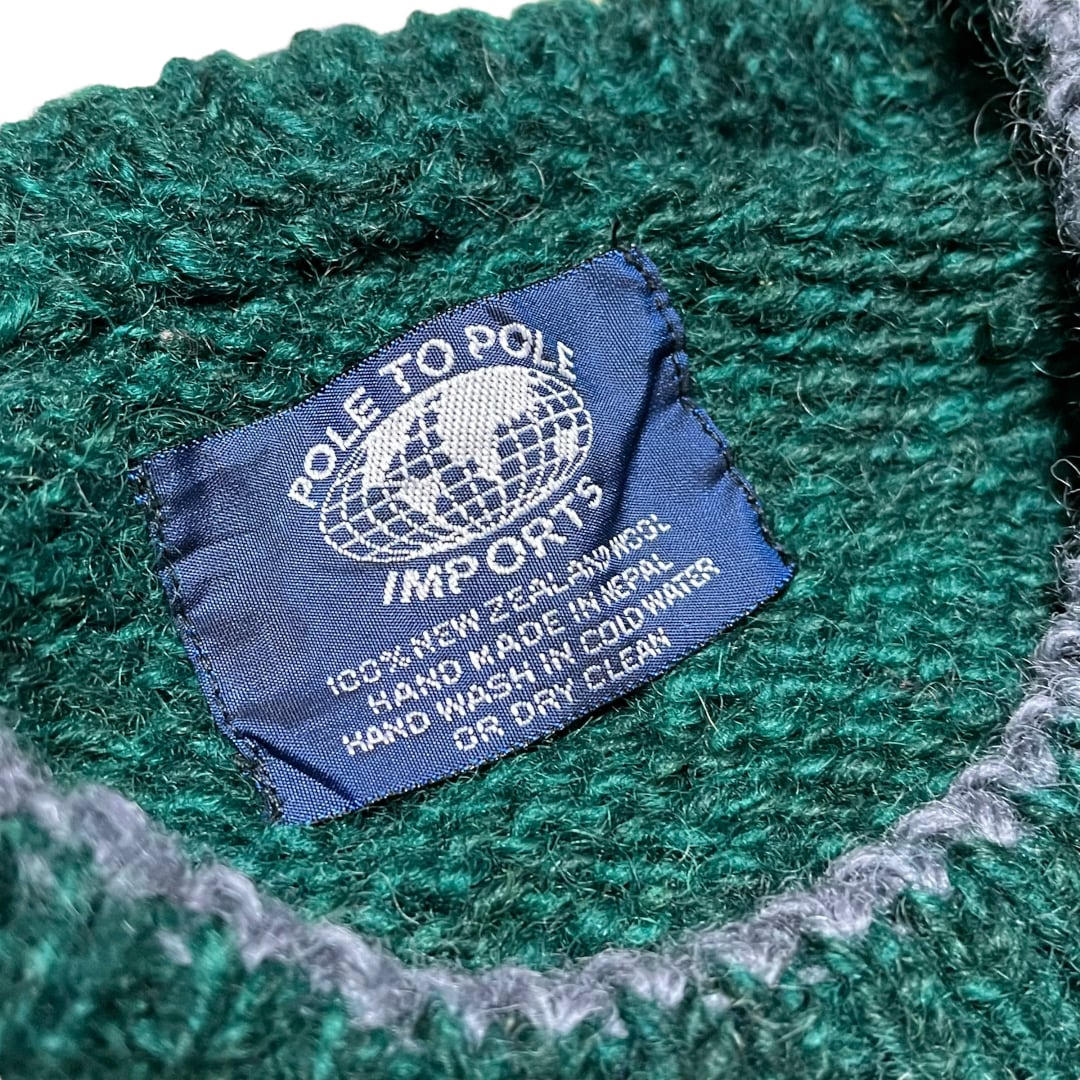 POLE TO POLE
IMPORTS
100% NEW ZEALAND WOOL
HAND MADE IN NEPAL
HAND WASH IN COLD WATER
OR DRY CLEAN